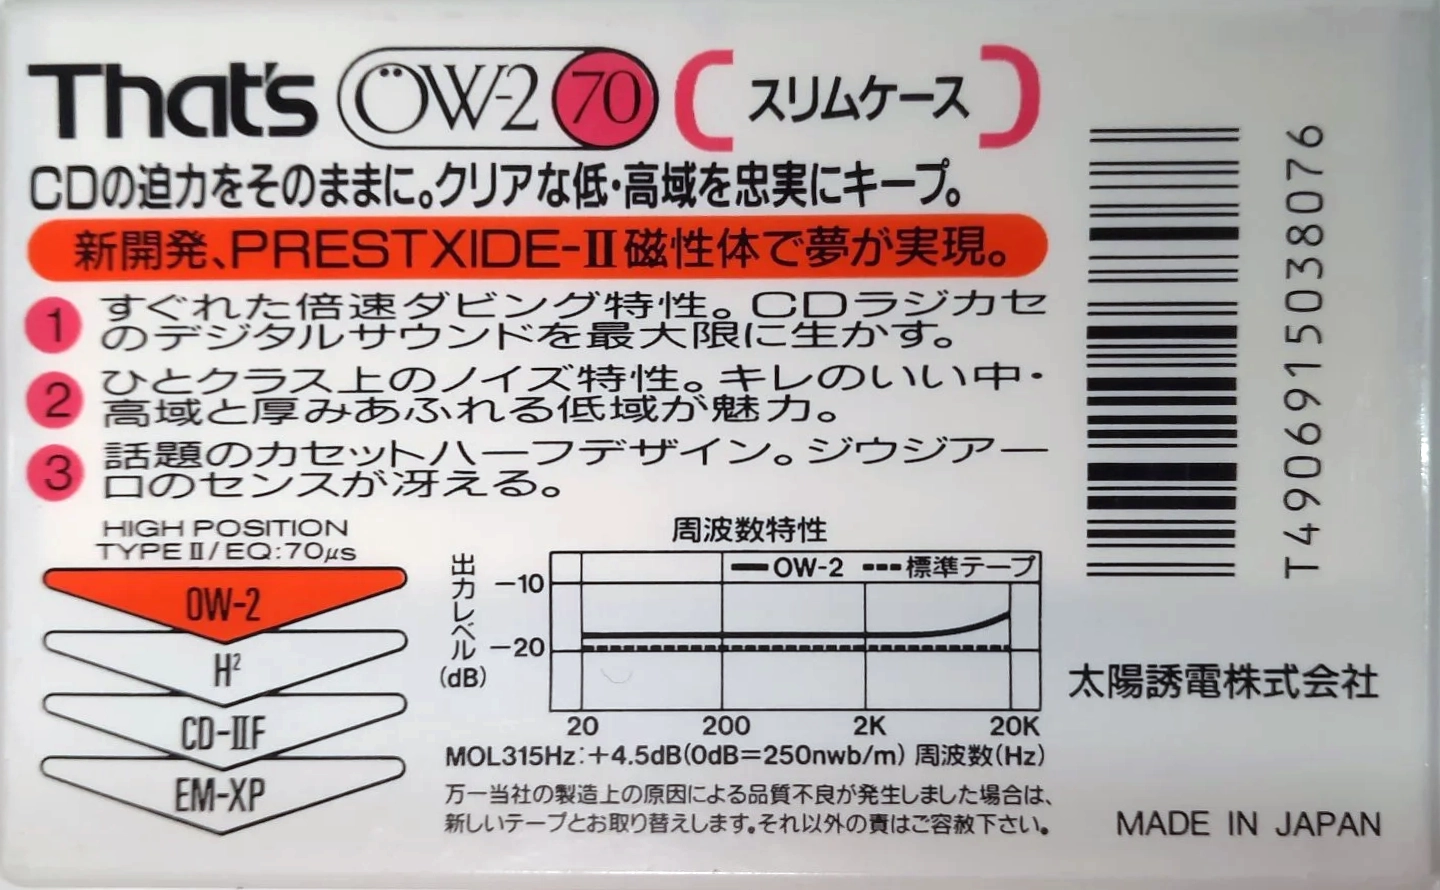 That's ÖW-2 70 [スリムケース]
CDの迫力をそのままに。クリアな低・高域を忠実にキープ。
新開発、PRESTXIDE-II磁性体で夢が実現。
1 すぐれた倍速ダビング特性。CDラジカセ
のデジタルサウンドを最大限に生かす。
2 ひとクラス上のノイズ特性。キレのいい中・
高域と厚みあふれる低域が魅力。
3 話題のカセットハーフデザイン。ジウジアー
ロのセンスが冴える。
HIGH POSITION
TYPE II/EQ:70μs
OW-2
H²
CD-IIF
EM-XP
周波数特性
出力レベル
(dB)
OW-2 標準テープ
-10
-20
20 200 2K 20K
MOL315Hz:+4.5dB(0dB=250nwb/m) 周波数(Hz)
万一当社の製造上の原因による品質不良が発生しました場合は、
新しいテープとお取り替えします。それ以外の責はご容赦下さい。
T4906915038076
太陽誘電株式会社
MADE IN JAPAN